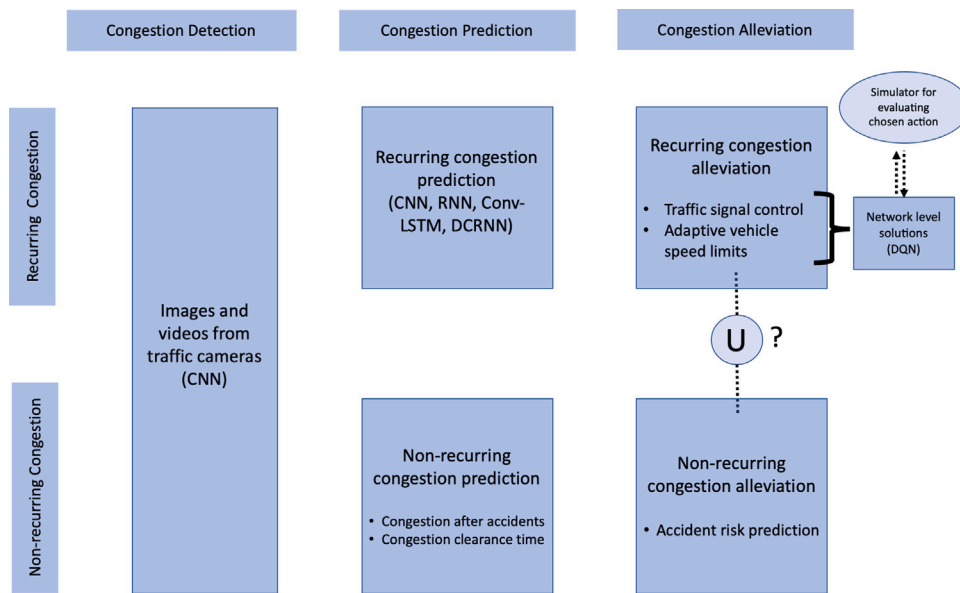 Congestion Detection
Congestion Prediction
Congestion Alleviation
Recurring Congestion
Non-recurring Congestion
Images and
videos from
traffic cameras
(CNN)
Recurring congestion
prediction
(CNN, RNN, Conv-
LSTM, DCRNN)
Recurring congestion
alleviation
• Traffic signal control
• Adaptive vehicle
speed limits
Simulator for
evaluating
chosen action
Network level
solutions
(DQN)
U ?
Non-recurring
congestion prediction
• Congestion after accidents
• Congestion clearance time
Non-recurring
congestion alleviation
• Accident risk prediction